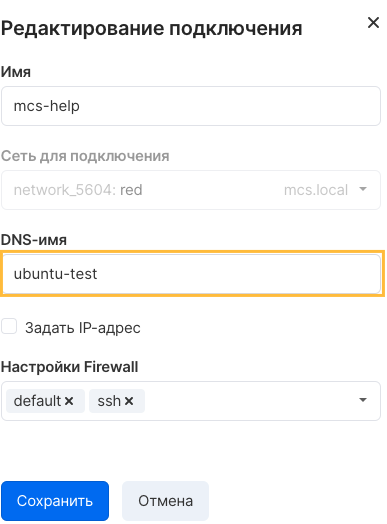 Редактирование подключения
Имя
mcs-help
Сеть для подключения
network_5604: red mcs.local
DNS-имя
ubuntu-test
Задать IP-адрес
Настройки Firewall
default ssh
Сохранить Отмена